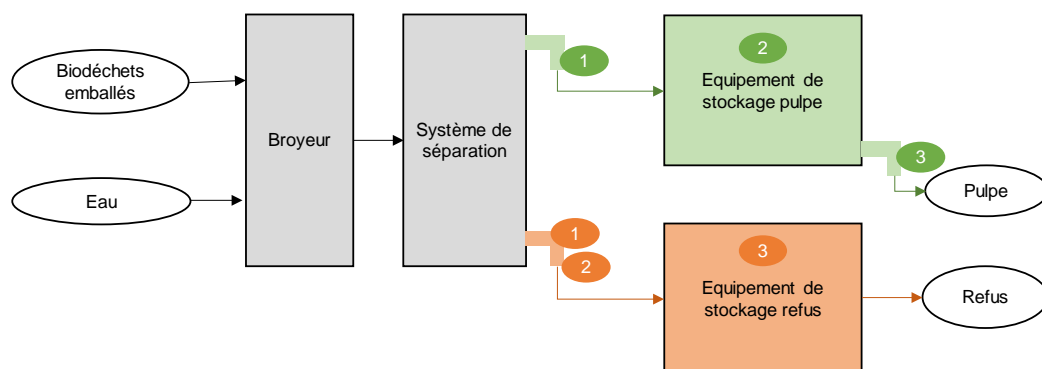 Biodéchets
emballés
Eau
Broyeur
Système de
séparation
1
2
Equipement de
stockage pulpe
3
Pulpe
1
2
3
Equipement de
stockage refus
Refus